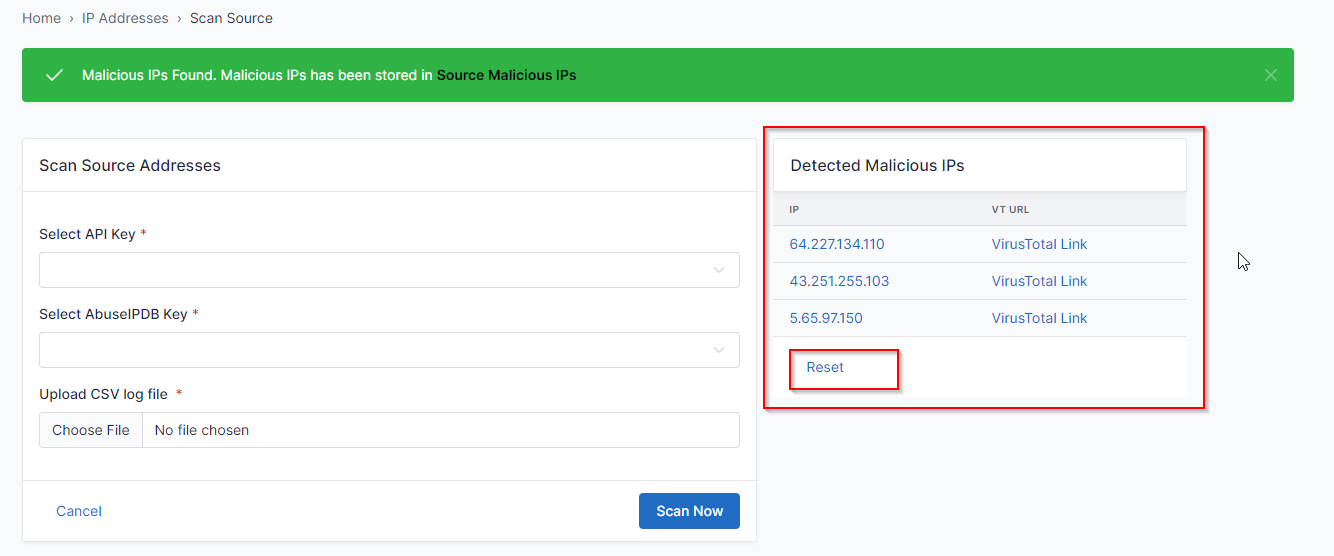 Home › IP Addresses › Scan Source
Malicious IPs Found. Malicious IPs has been stored in Source Malicious IPs
Scan Source Addresses
Select API Key *
Select AbuseIPDB Key *
Upload CSV log file *
Choose File No file chosen
Cancel Scan Now
Detected Malicious IPs
IP VT URL
64.227.134.110 VirusTotal Link
43.251.255.103 VirusTotal Link
5.65.97.150 VirusTotal Link
Reset